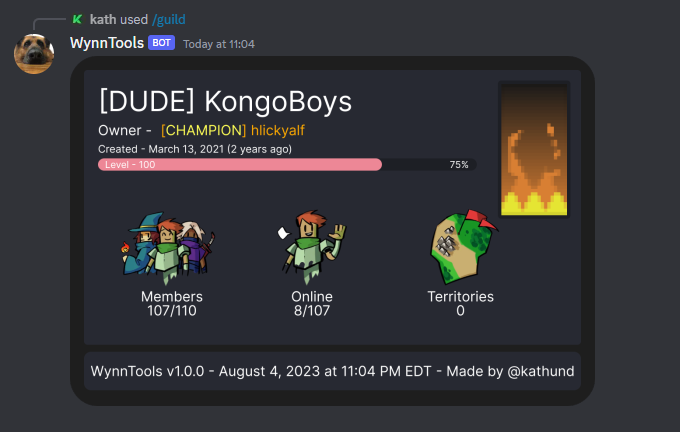 kath used /guild
WynnTools BOT Today at 11:04
[DUDE] KongoBoys
Owner - [CHAMPION] hlickyalf
Created - March 13, 2021 (2 years ago)
Level - 100 75%
Members Online Territories
107/110 8/107 0
WynnTools v1.0.0 - August 4, 2023 at 11:04 PM EDT - Made by @kathund